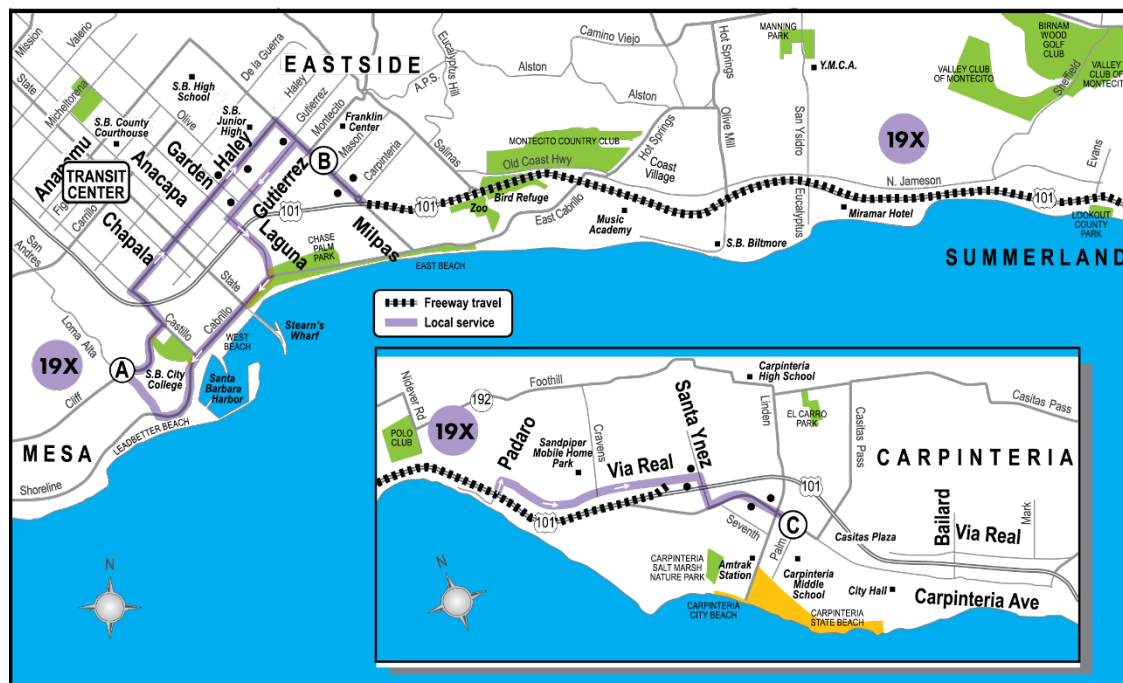 Mission
Valerio
State
Micheltorena
S.B. High
School
De la Guerra
EASTSIDE
Haley
Gutierrez
Montecito
Eucalyptus Hill
A.P.S.
Camino Viejo
Alston
Alston
Hot Springs
MANNING
PARK
Y.M.C.A.
BIRNAM
WOOD
GOLF
CLUB
VALLEY CLUB
OF MONTECITO
VALLEY
CLUB OF
MONTECITO
Sheffield
S.B. County
Courthouse
Olive
S.B.
Junior
High
Franklin
Center
Mason
Carpinteria
Salinas
MONTECITO COUNTRY CLUB
Old Coast Hwy
Hot Springs
Coast
Village
Olive Mill
San Ysidro
19X
Evans
Anapamu
TRANSIT
CENTER
Anacapa
Garden
Haley
B
Gutierrez
Carrillo
Chapala
101
Laguna
Milpas
101
Zoo
Bird Refuge
East Cabrillo
Music
Academy
S.B. Biltmore
Eucalyptus
N. Jameson
Miramar Hotel
101
LOOKOUT
COUNTY
PARK
SUMMERLAND
San
Andres
CHASE
PALM
PARK
EAST BEACH
State
Cabrillo
Castillo
Stearn's
Wharf
WEST
BEACH
Loma Alta
19X
A
S.B. City
College
Santa
Barbara
Harbor
Cliff
LEADBETTER BEACH
MESA
Shoreline
Freeway travel
Local service
N
Nidever Rd
192
Foothill
Carpinteria
High School
Linden
EL CARRO
PARK
Casitas Pass
Casitas Pass
POLO
CLUB
19X
Padaro
Sandpiper
Mobile Home
Park
Cravens
Via Real
Santa Ynez
101
CARPINTERIA
101
Seventh
C
Palm
Casitas Plaza
Bailard
Via Real
Mark
CARPINTERIA
SALT MARSH
NATURE PARK
Amtrak
Station
Carpinteria
Middle
School
City Hall
Carpinteria Ave
CARPINTERIA
CITY BEACH
CARPINTERIA
STATE BEACH
N